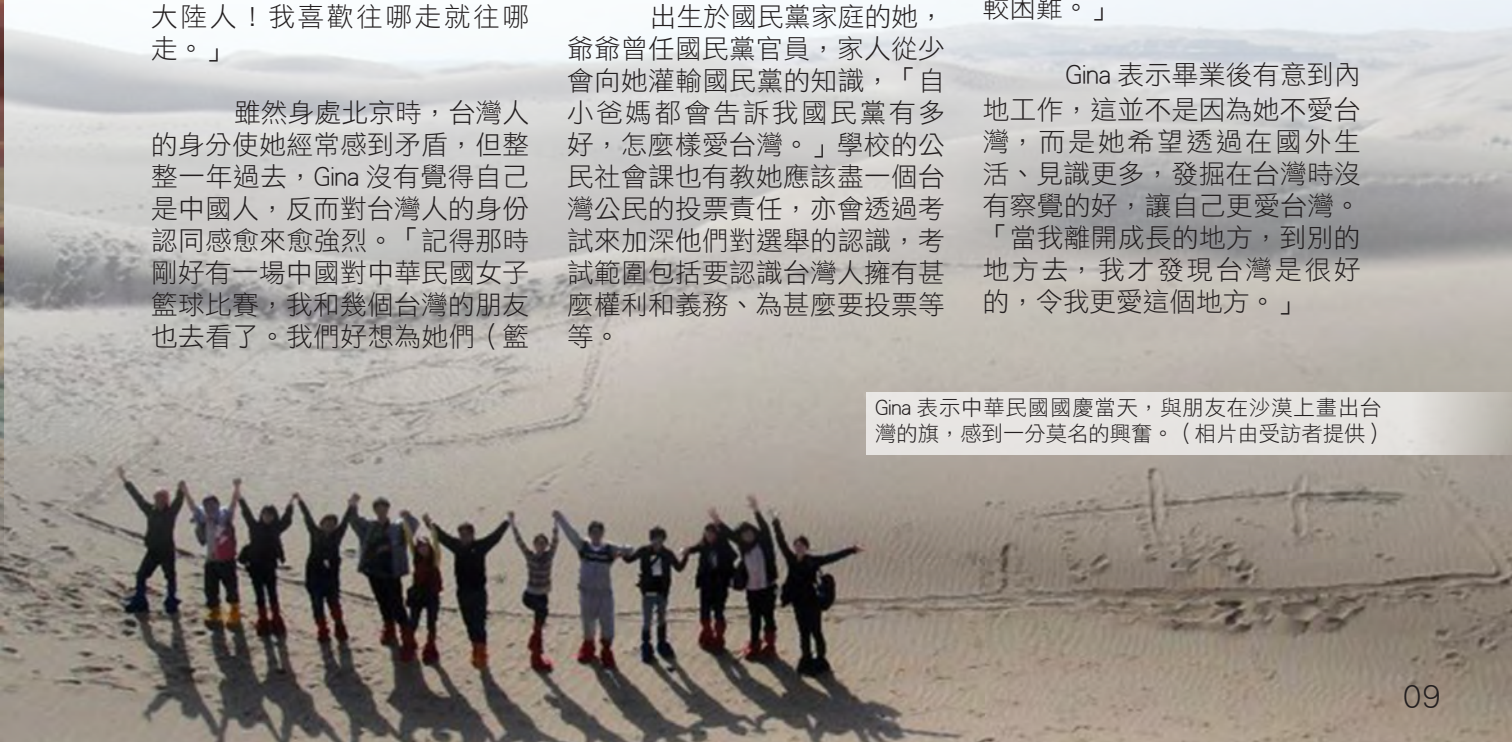 大陸人！我喜歡往哪走就往哪
走。」
雖然身處北京時，台灣人
的身分使她經常感到矛盾，但整
整一年過去，Gina 沒有覺得自己
是中國人，反而對台灣人的身份
認同感愈來愈強烈。「記得那時
剛好有一場中國對中華民國女子
籃球比賽，我和幾個台灣的朋友
也去看了。我們好想為她們（籃
出生於國民黨家庭的她，
爺爺曾任國民黨官員，家人從少
會向她灌輸國民黨的知識，「自
小爸媽都會告訴我國民黨有多
好，怎麼樣愛台灣。」學校的公
民社會課也有教她應該盡一個台
灣公民的投票責任，亦會透過考
試來加深他們對選舉的認識，考
試範圍包括要認識台灣人擁有甚
麼權利和義務、為甚麼要投票等
等。
較困難。」
Gina 表示畢業後有意到內
地工作，這並不是因為她不愛台
灣，而是她希望透過在國外生
活、見識更多，發掘在台灣時沒
有察覺的好，讓自己更愛台灣。
「當我離開成長的地方，到別的
地方去，我才發現台灣是很好
的，令我更愛這個地方。」
Gina 表示中華民國國慶當天，與朋友在沙漠上畫出台
灣的旗，感到一分莫名的興奮。（相片由受訪者提供）
09